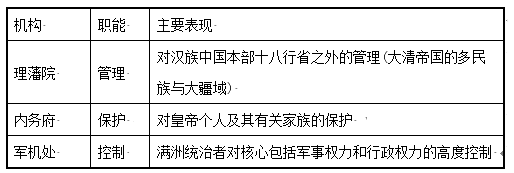 机构 职能 主要表现
理藩院 管理 对汉族中国本部十八行省之外的管理(大清帝国的多民
族与大疆域)
内务府 保护 对皇帝个人及其有关家族的保护
军机处 控制 满洲统治者对核心包括军事权力和行政权力的高度控制